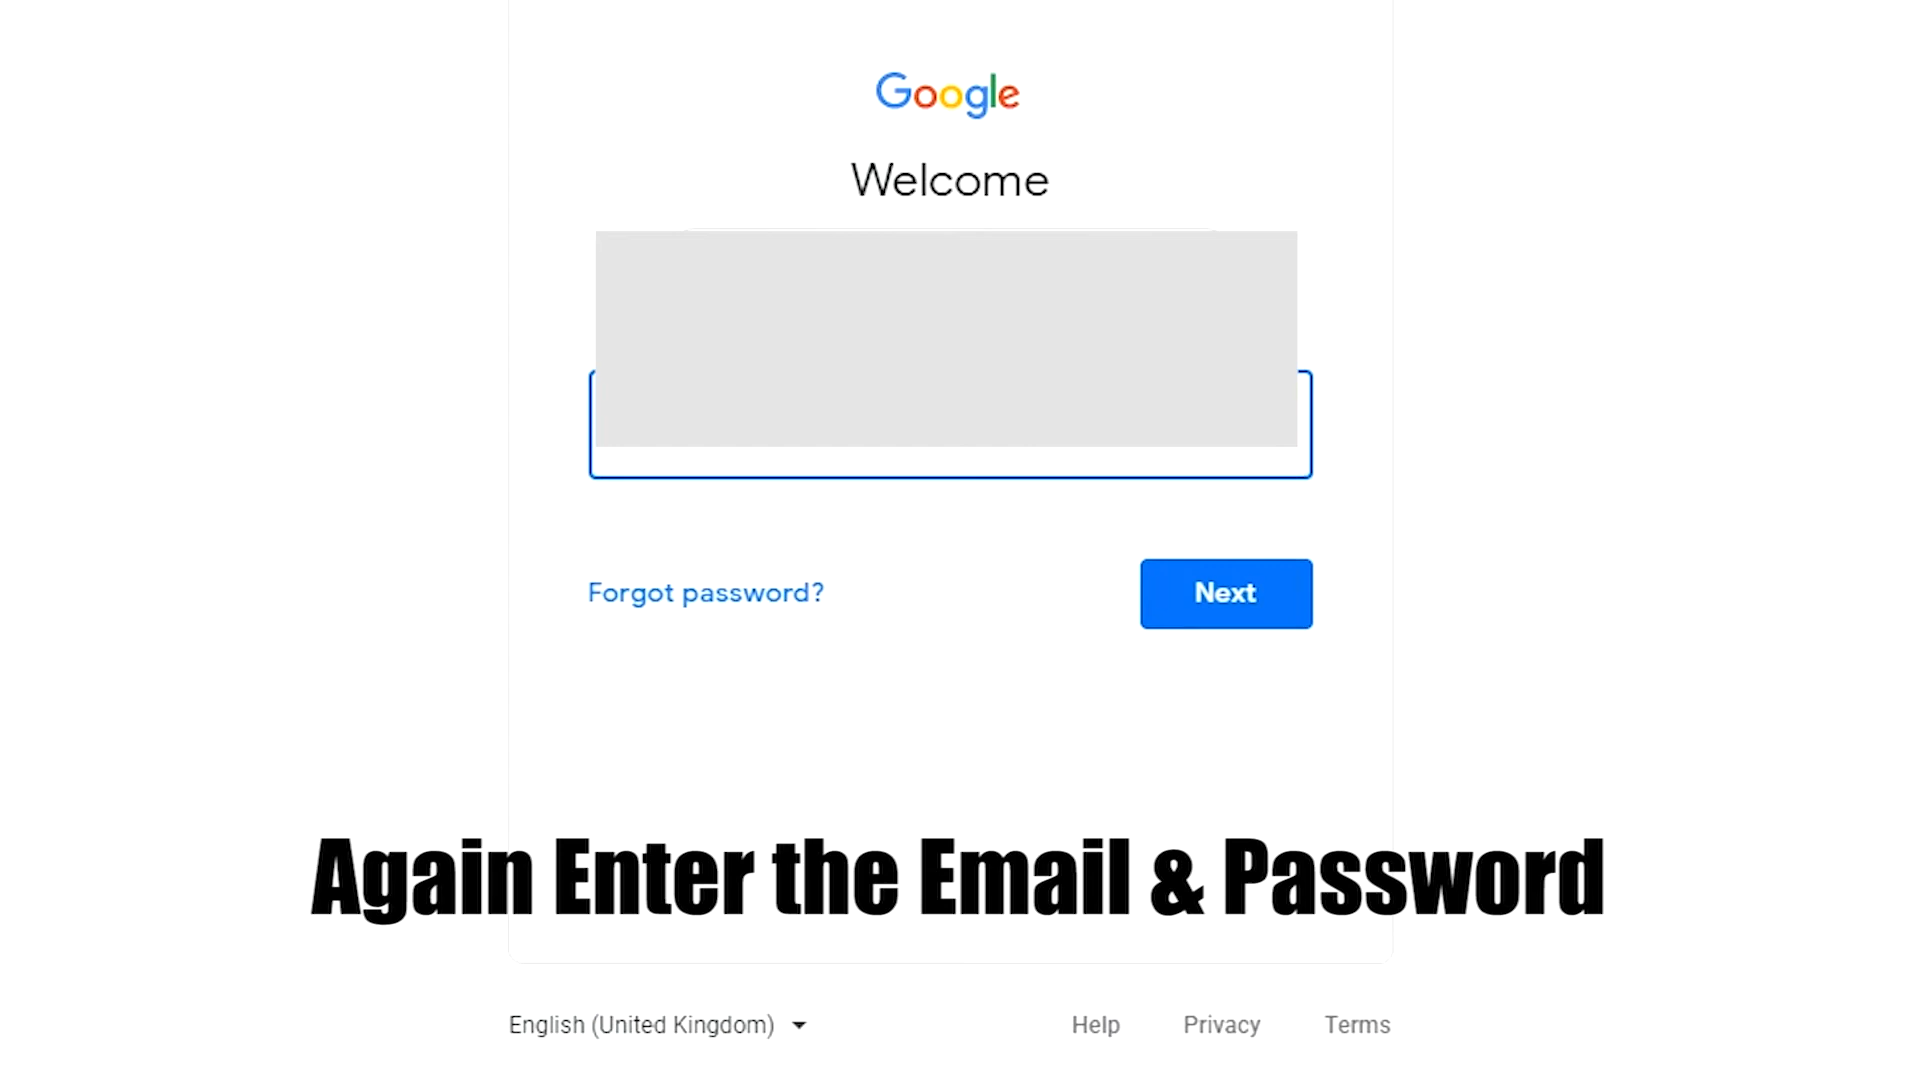 Google
Welcome
Forgot password?
Next
Again Enter the Email & Password
English (United Kingdom)
Help
Privacy
Terms